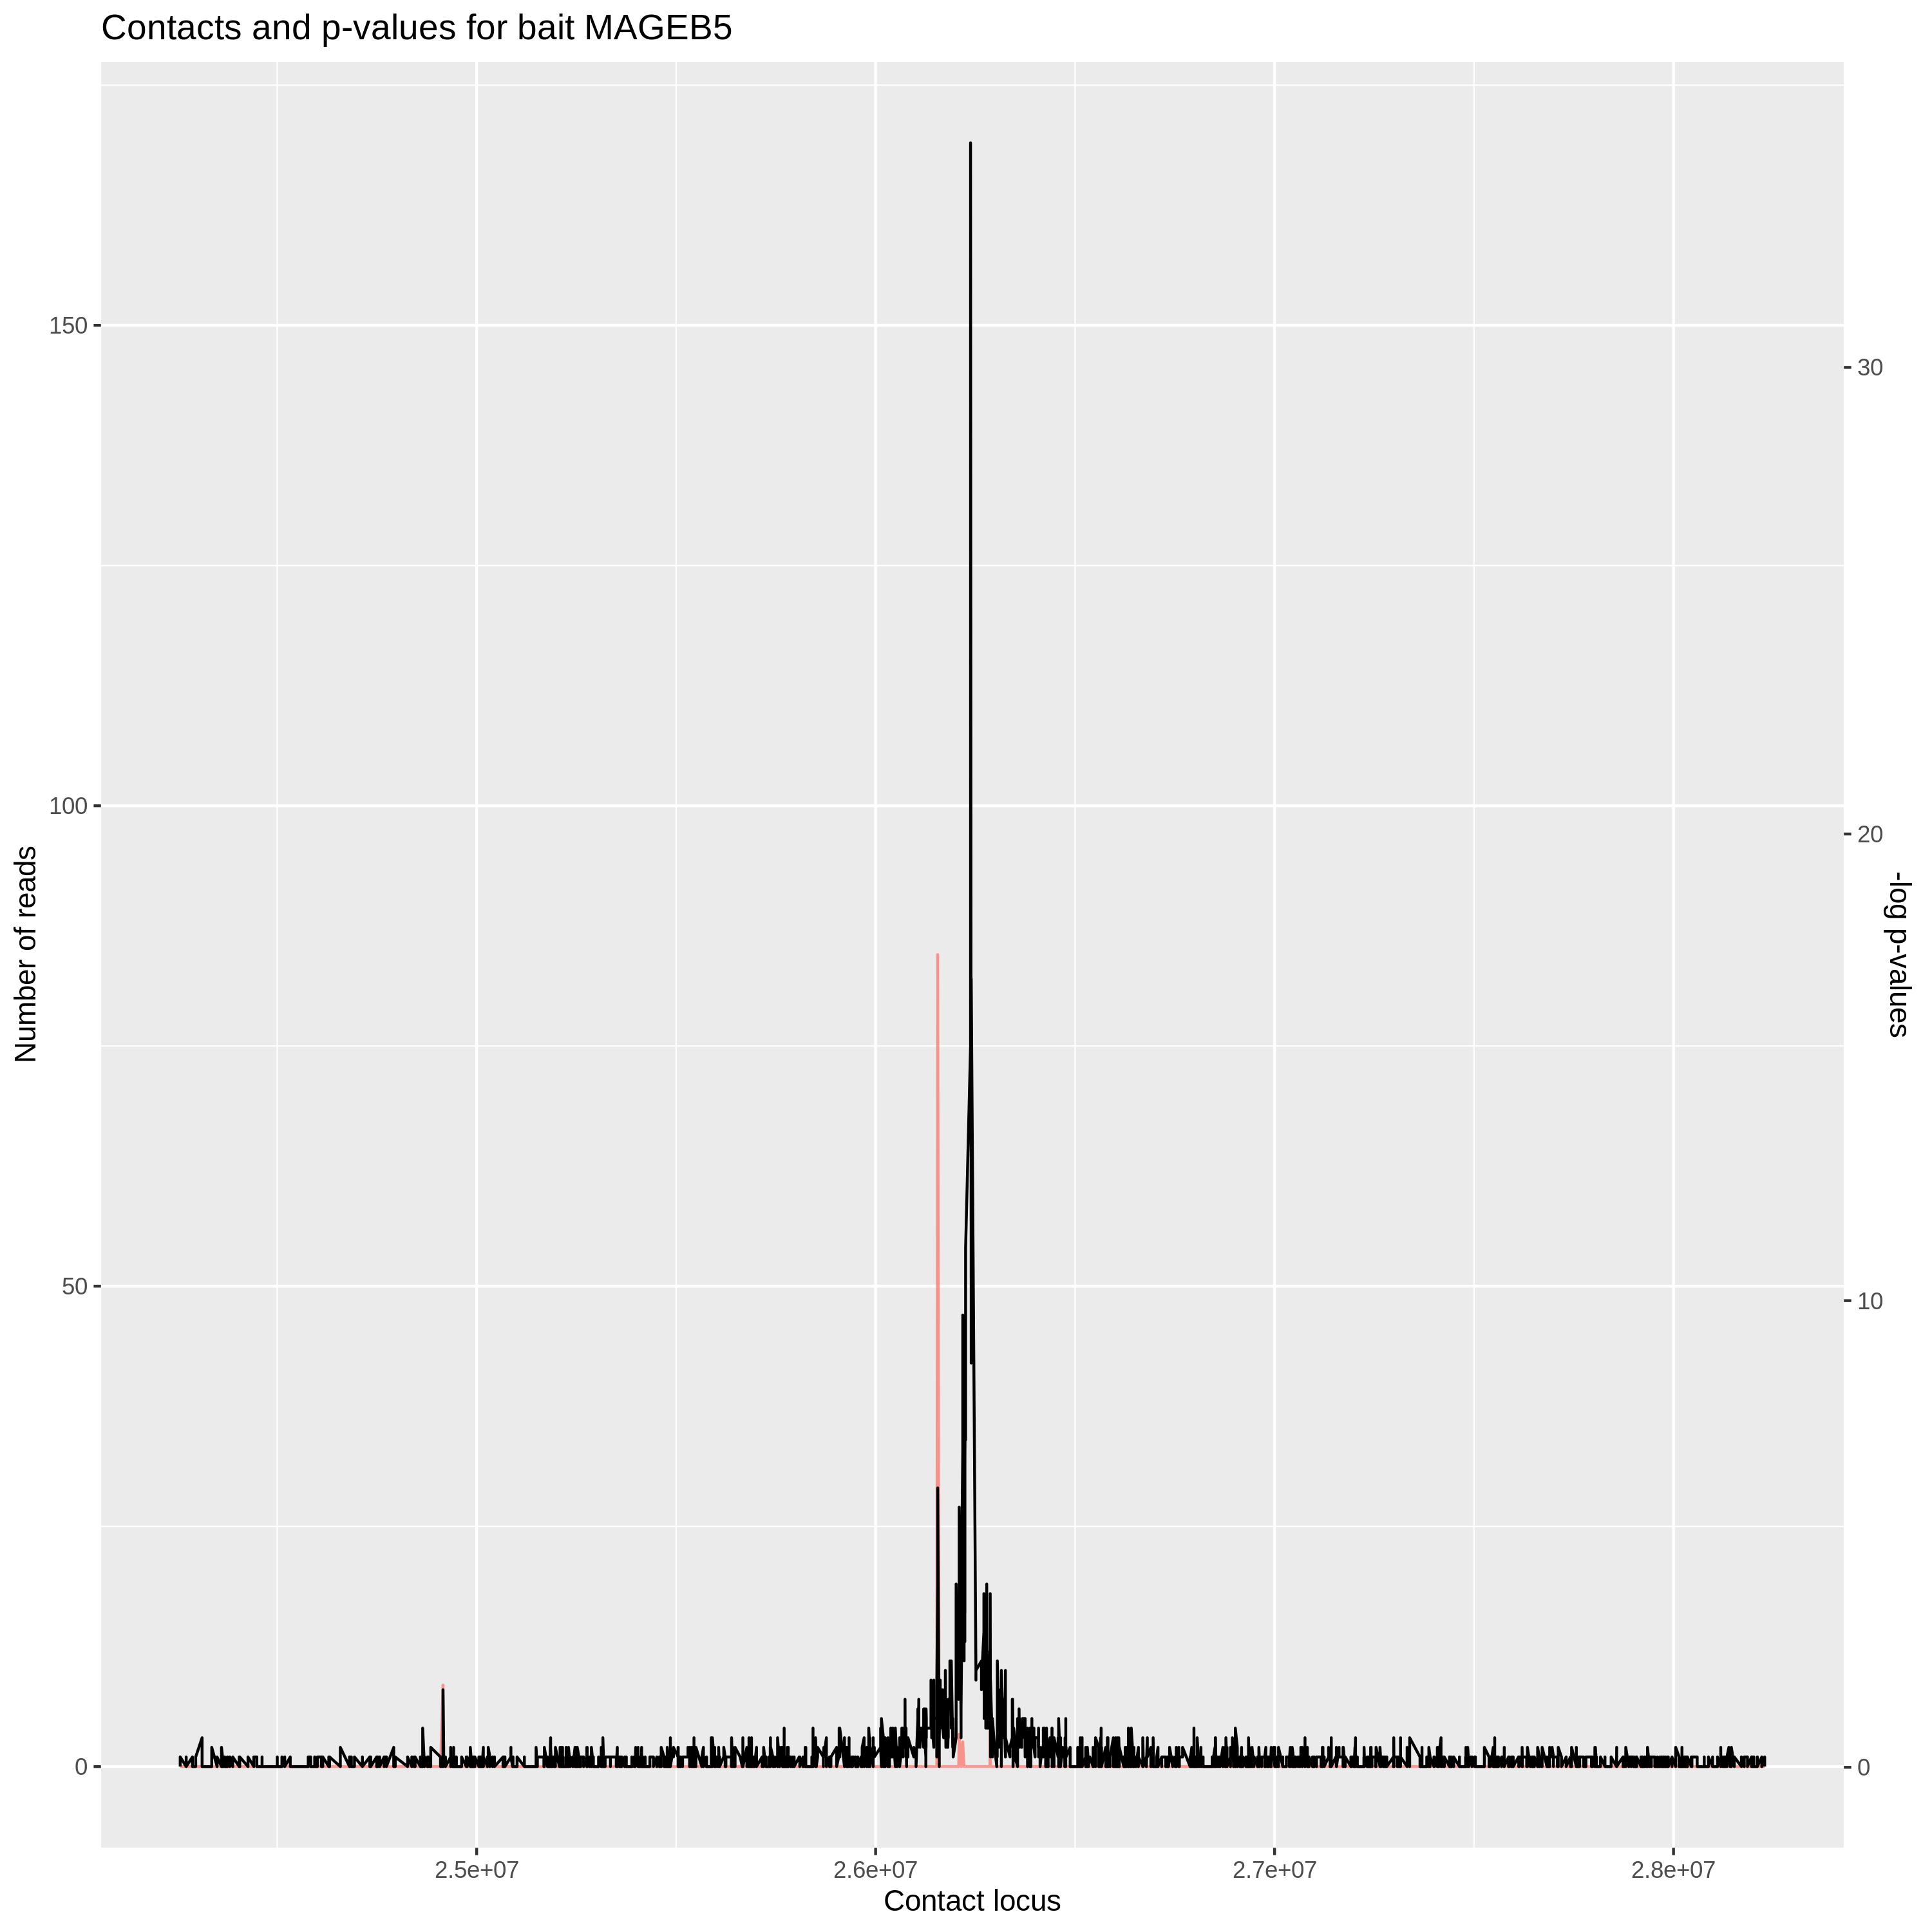 Contacts and p-values for bait MAGEB5
Number of reads
150
100
50
0
30
20
10
0
-log p-values
2.5e+07
2.6e+07
2.7e+07
2.8e+07
Contact locus